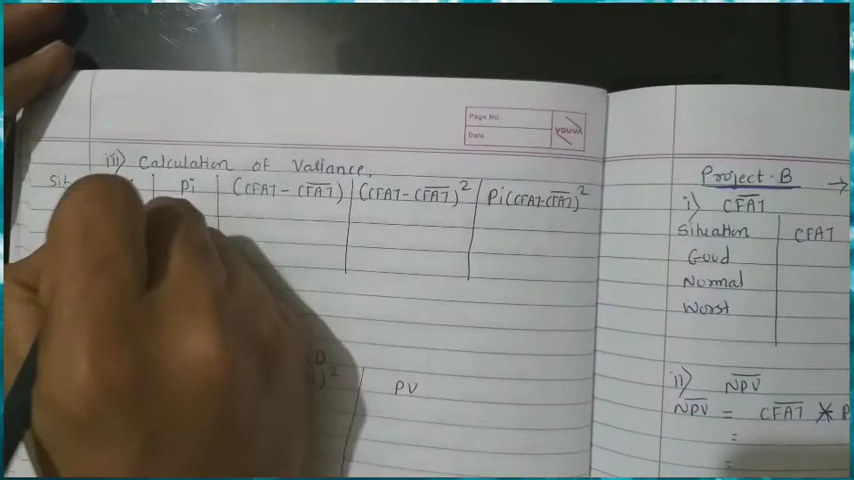 Page No.
Date
youva
iii) Calculation of Variance.
Pi (CFAT - CFAT) (CFAT - CFAT)² Pi(CFAT-CFAT)²
PV
Project - B →
i) CFAT
Situation CFAT
Good
Normal
Worst
ii) NPV
NPV = CFAT * P
=
=